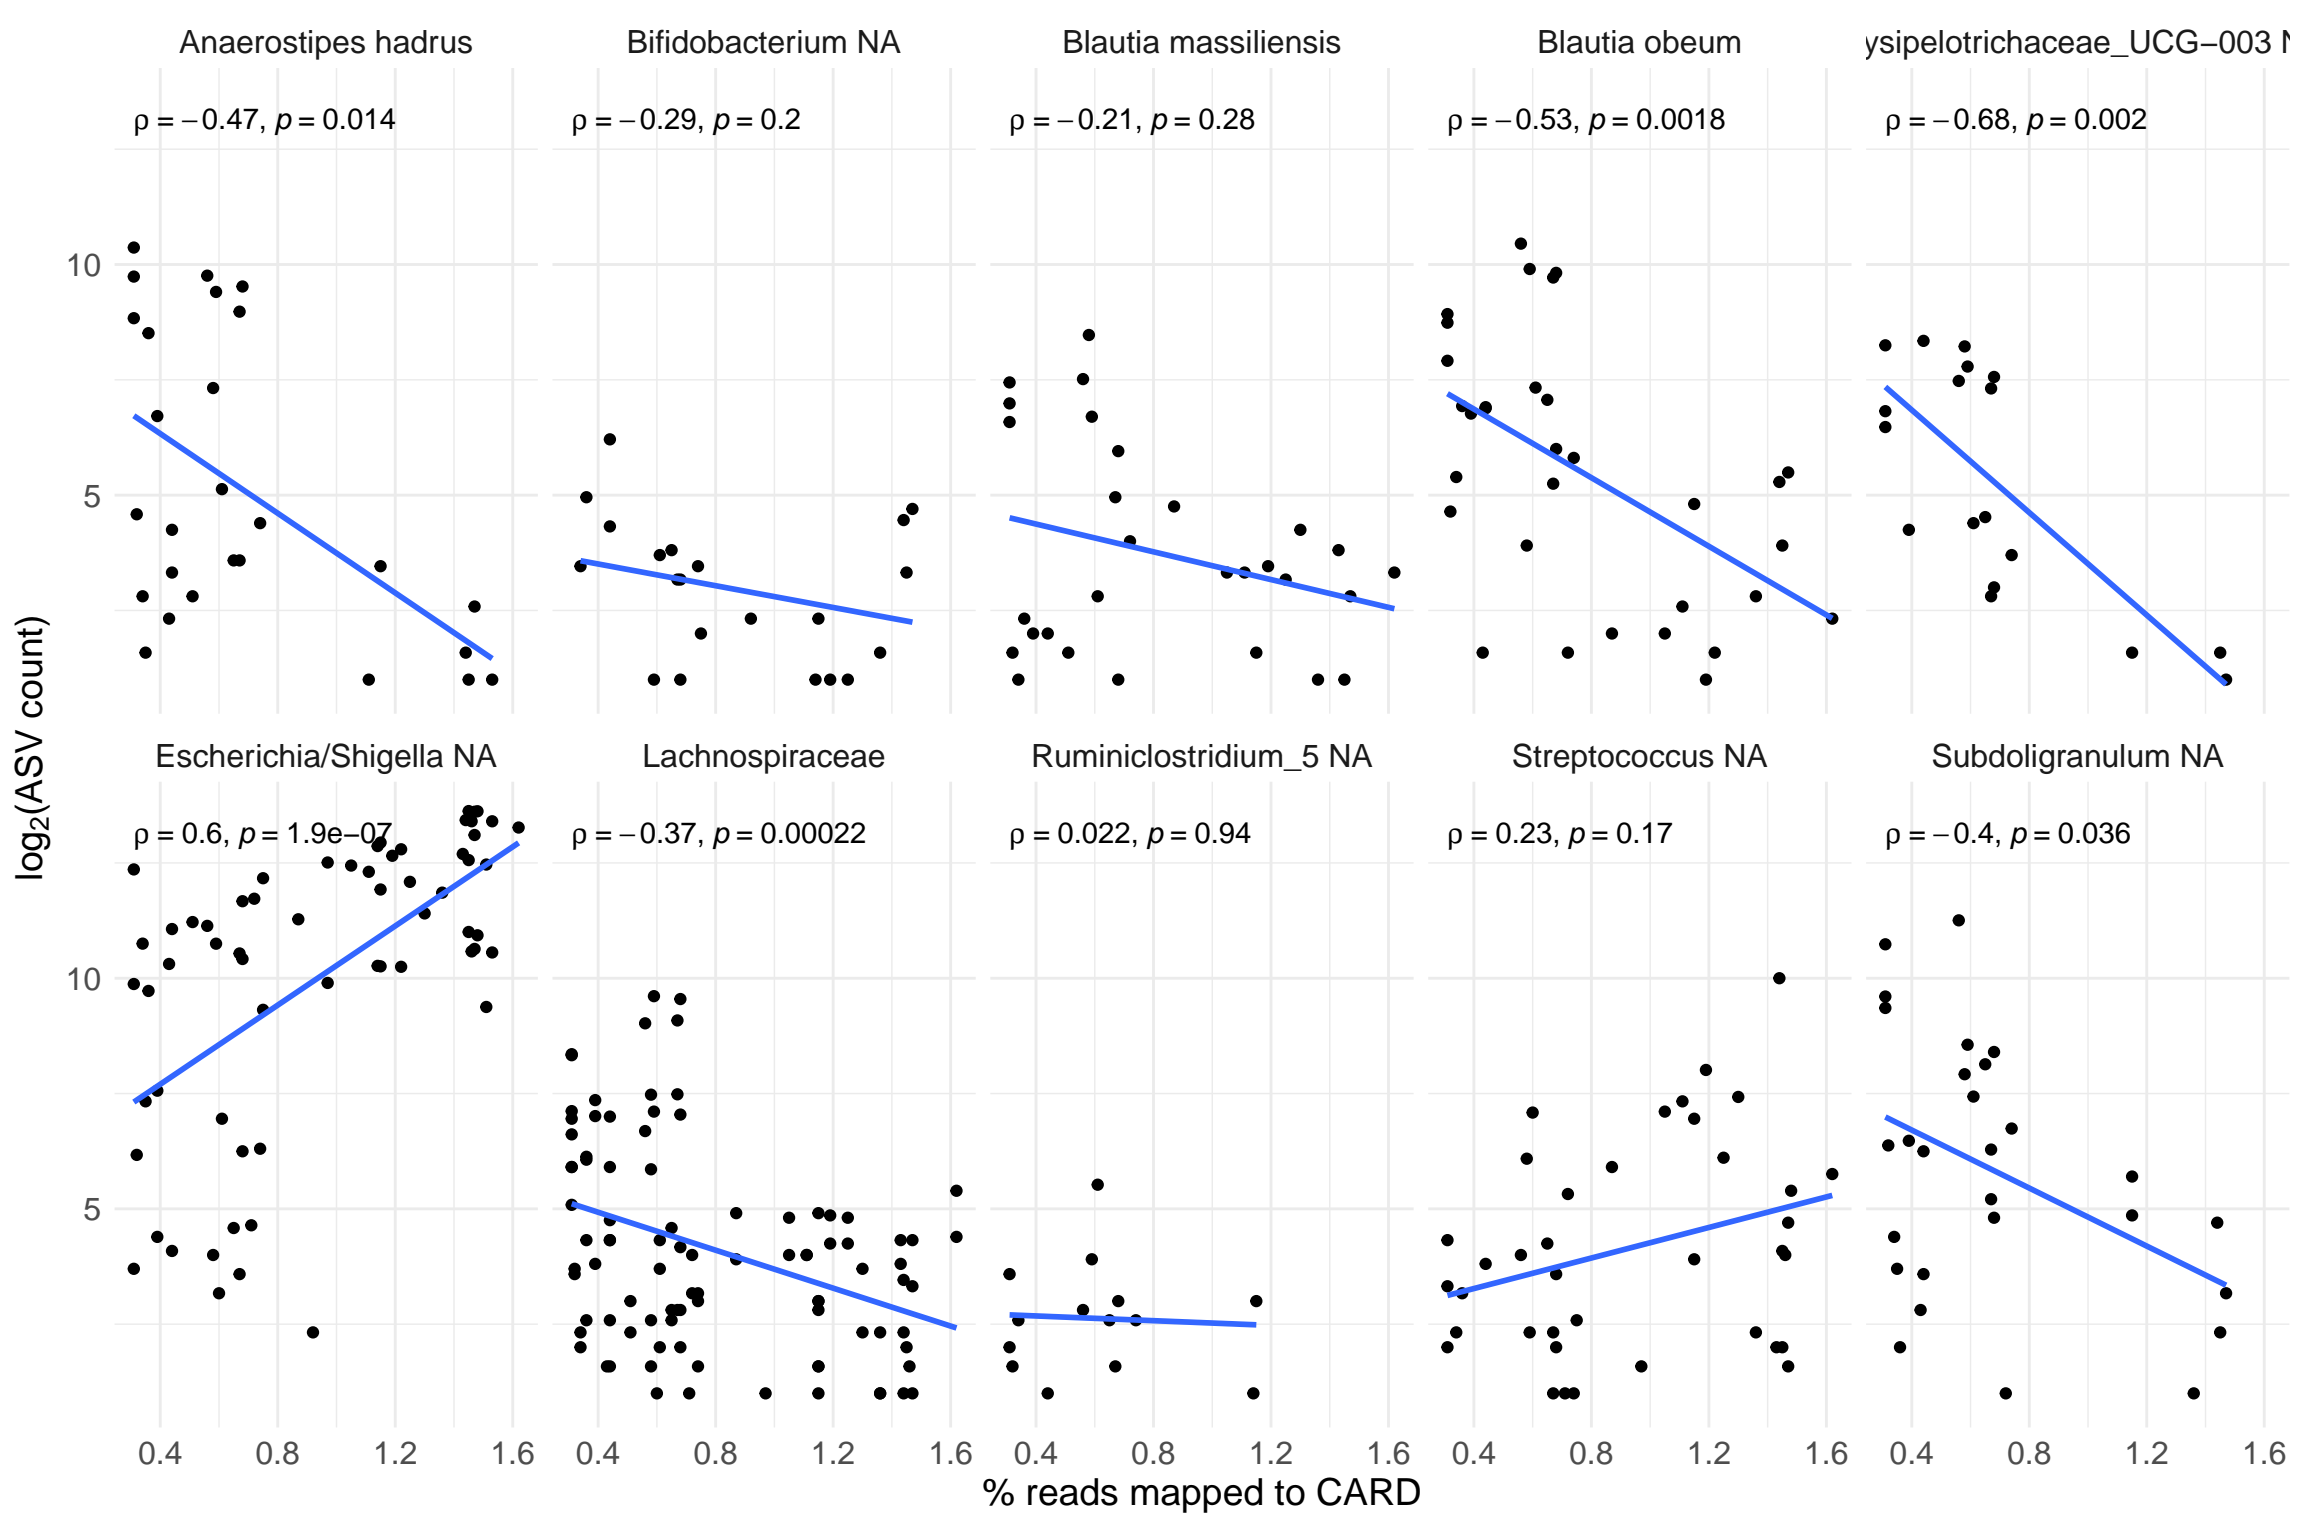 Anaerostipes hadrus
Bifidobacterium NA
Blautia massiliensis
Blautia obeum
ysipelotrichaceae_UCG−003
ρ = −0.47, p = 0.014
ρ = −0.29, p = 0.2
ρ = −0.21, p = 0.28
ρ = −0.53, p = 0.0018
ρ = −0.68, p = 0.002
10
5
Escherichia/Shigella NA
Lachnospiraceae
Ruminiclostridium_5 NA
Streptococcus NA
Subdoligranulum NA
ρ = 0.6, p = 1.9e−07
ρ = −0.37, p = 0.00022
ρ = 0.022, p = 0.94
ρ = 0.23, p = 0.17
ρ = −0.4, p = 0.036
10
5
0.4 0.8 1.2 1.6
0.4 0.8 1.2 1.6
0.4 0.8 1.2 1.6
0.4 0.8 1.2 1.6
0.4 0.8 1.2 1.6
% reads mapped to CARD
log₂(ASV count)